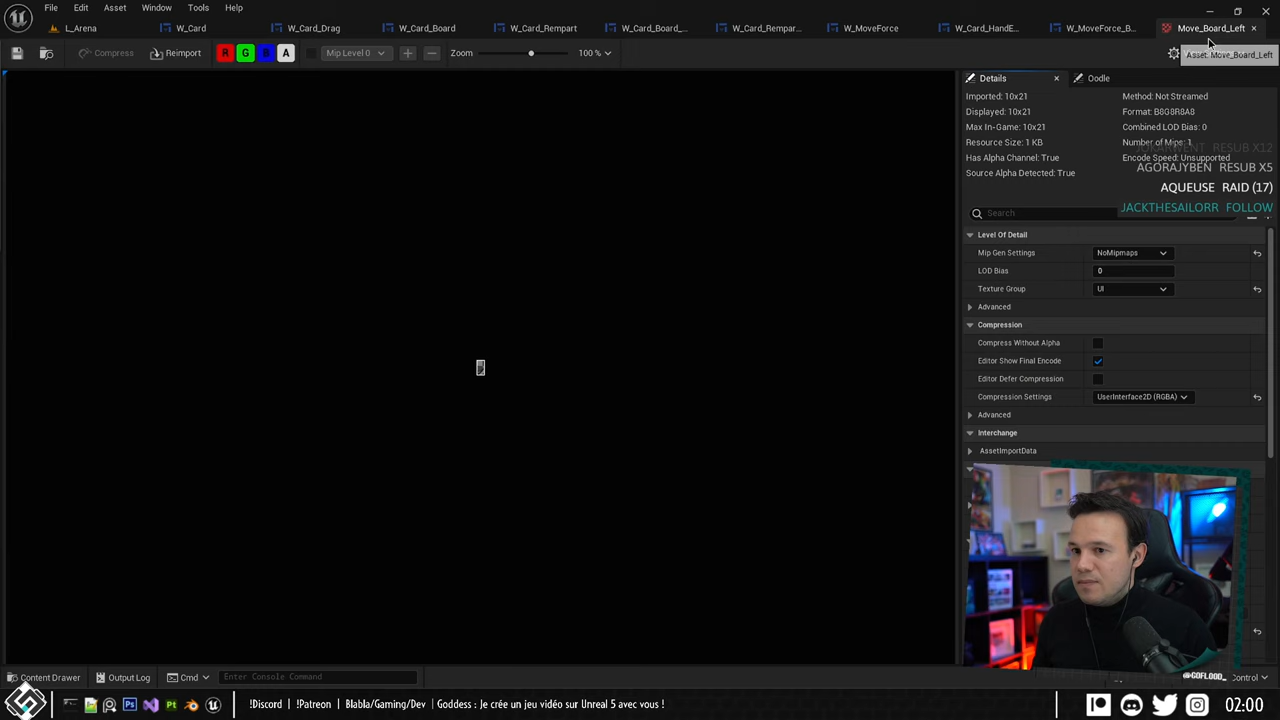 File Edit Asset Window Tools Help
L_Arena W_Card W_Card_Drag W_Card_Board W_Card_Rempart W_Card_Board_... W_Card_Rempar... W_MoveForce W_Card_HandE... W_MoveForce_B... Move_Board_Left
Compress Reimport R G B A Mip Level 0 Zoom 100 %
Asset: Move_Board_Left
Details Oodle
Imported: 10x21 Method: Not Streamed
Displayed: 10x21 Format: B8G8R8A8
Max In-Game: 10x21 Combined LOD Bias: 0
Resource Size: 1 KB Number of Mips: 1
RESUB X12
Has Alpha Channel: True Encode Speed: Unsupported
AGORAJYBEN RESUB X5
Source Alpha Detected: True
AQUEUSE RAID (17)
JACKTHESAILORR FOLLOW
Search
Level Of Detail
Mip Gen Settings NoMipmaps
LOD Bias 0
Texture Group UI
Advanced
Compression
Compress Without Alpha
Editor Show Final Encode
Editor Defer Compression
Compression Settings UserInterface2D (RGBA)
Advanced
Interchange
AssetImportData
@GOFLOOD_
Content Drawer Output Log Cmd Enter Console Command Control
!Discord !Patreon Blabla/Gaming/Dev Goddess : Je crée un jeu vidéo sur Unreal 5 avec vous ! 02:00